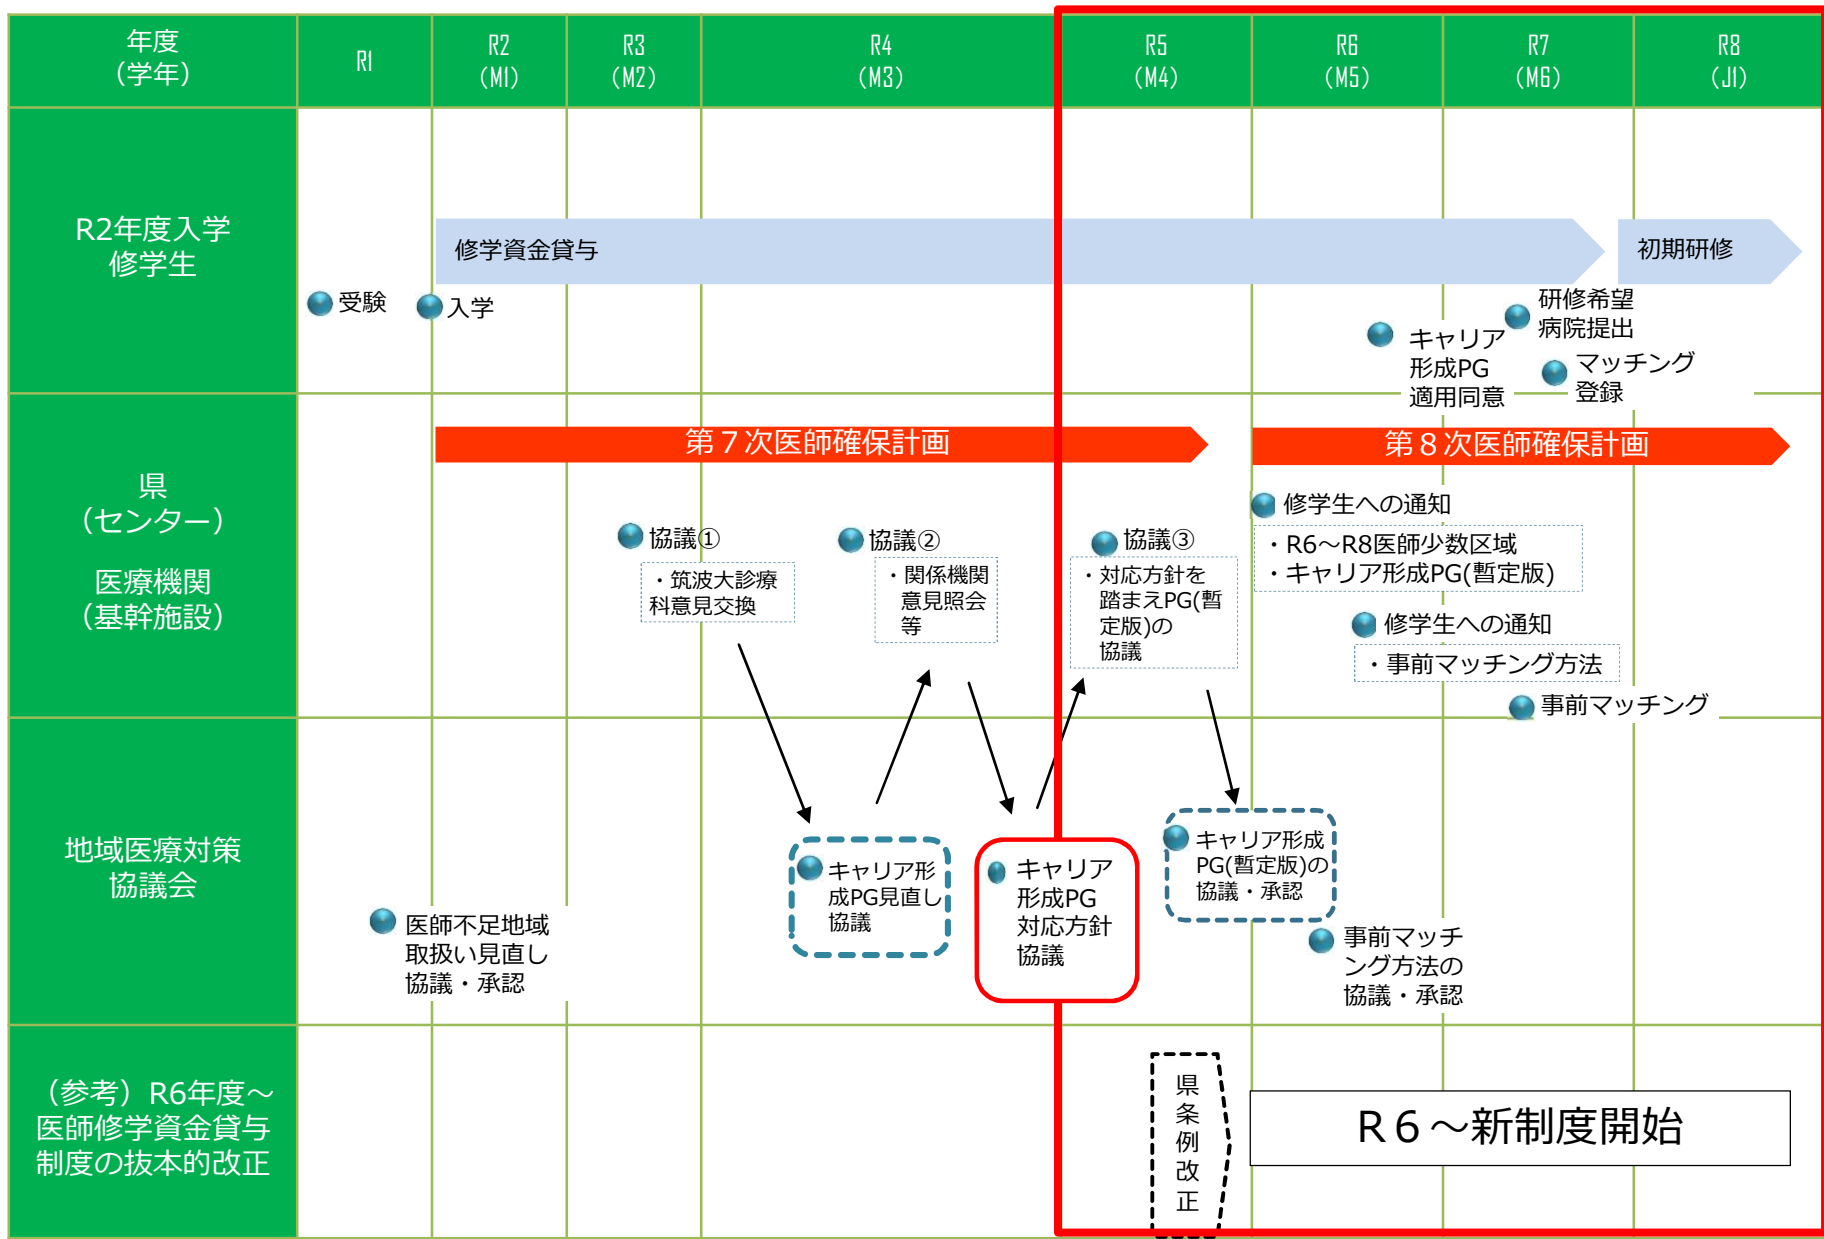 年度
（学年）
R1
R2
（M1）
R3
（M2）
R4
（M3）
R5
（M4）
R6
（M5）
R7
（M6）
R8
（J1）
R2年度入学
修学生
修学資金貸与
初期研修
受験
入学
キャリア
形成PG
適用同意
研修希望
病院提出
マッチング
登録
県
（センター）
医療機関
（基幹施設）
第７次医師確保計画
第８次医師確保計画
協議①
・筑波大診療
科意見交換
協議②
・関係機関
意見照会
等
協議③
・対応方針を
踏まえPG(暫
定版)の
協議
修学生への通知
・R6～R8医師少数区域
・キャリア形成PG(暫定版)
修学生への通知
・事前マッチング方法
事前マッチング
地域医療対策
協議会
医師不足地域
取扱い見直し
協議・承認
キャリア形
成PG見直し
協議
キャリア
形成PG
対応方針
協議
キャリア形成
PG(暫定版)の
協議・承認
事前マッチ
ング方法の
協議・承認
（参考）R6年度～
医師修学資金貸与
制度の抜本的改正
県
条
例
改
正
R６～新制度開始